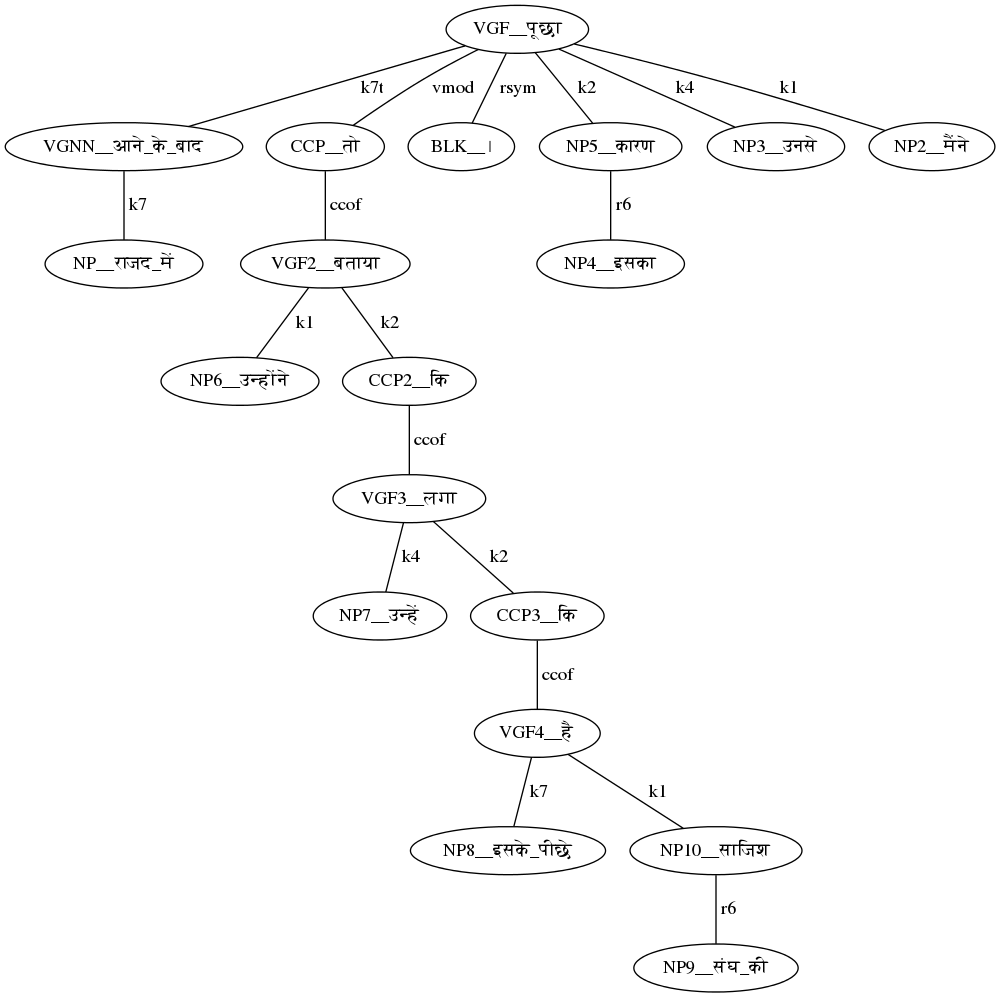 VGF__पूछा
k7t vmod rsym k2 k4 k1
VGNN__आने_के_बाद CCP__तो BLK__। NP5__कारण NP3__उनसे NP2__मैंने
k7 ccof r6
NP__राजद_में VGF2__बताया NP4__इसका
k1 k2
NP6__उन्होंने CCP2__कि
ccof
VGF3__लगा
k4 k2
NP7__उन्हें CCP3__कि
ccof
VGF4__है
k7 k1
NP8__इसके_पीछे NP10__साजिश
r6
NP9__संघ_की